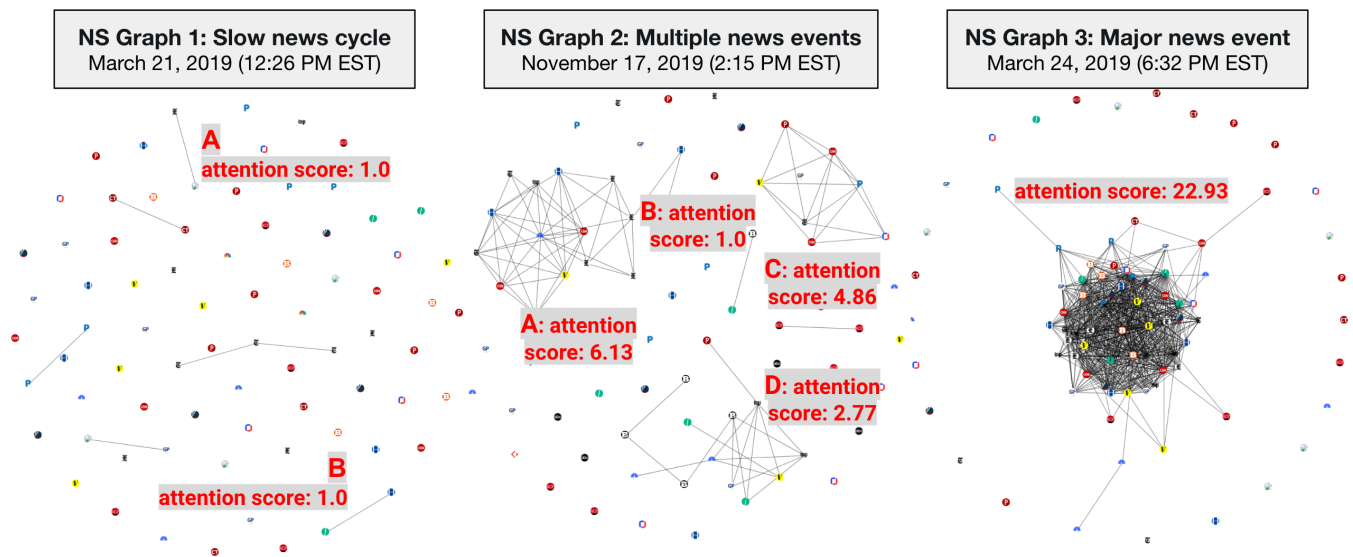 NS Graph 1: Slow news cycle
March 21, 2019 (12:26 PM EST)
A
attention score: 1.0
B
attention score: 1.0
NS Graph 2: Multiple news events
November 17, 2019 (2:15 PM EST)
B: attention
score: 1.0
C: attention
score: 4.86
A: attention
score: 6.13
D: attention
score: 2.77
NS Graph 3: Major news event
March 24, 2019 (6:32 PM EST)
attention score: 22.93